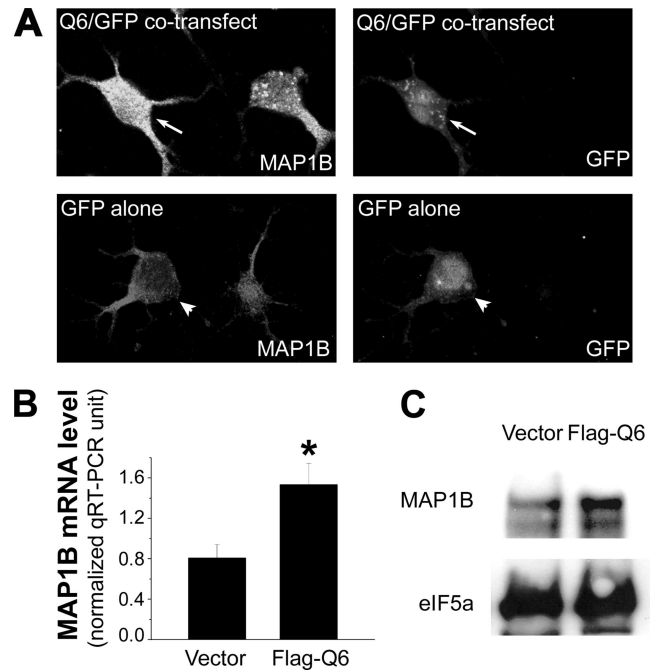 A
Q6/GFP co-transfect
MAP1B
Q6/GFP co-transfect
GFP
GFP alone
MAP1B
GFP alone
GFP
B
MAP1B mRNA level
(normalized qRT-PCR unit)
1.6
1.2
0.8
0.4
0.0
*
Vector
Flag-Q6
C
Vector Flag-Q6
MAP1B
eIF5a